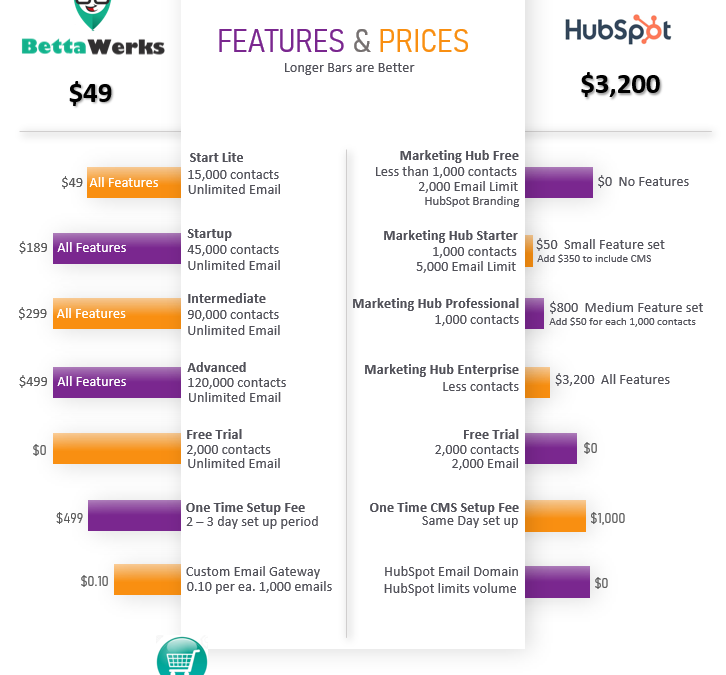 BettaWerks
$49
FEATURES & PRICES
Longer Bars are Better
HubSpot
$3,200
$49
All Features
Start Lite
15,000 contacts
Unlimited Email
$189
All Features
Startup
45,000 contacts
Unlimited Email
$299
All Features
Intermediate
90,000 contacts
Unlimited Email
$499
All Features
Advanced
120,000 contacts
Unlimited Email
$0
Free Trial
2,000 contacts
Unlimited Email
$499
One Time Setup Fee
2 – 3 day set up period
$0.10
Custom Email Gateway
0.10 per ea. 1,000 emails
Marketing Hub Free
Less than 1,000 contacts
2,000 Email Limit
HubSpot Branding
$0 No Features
Marketing Hub Starter
1,000 contacts
5,000 Email Limit
$50 Small Feature set
Add $350 to include CMS
Marketing Hub Professional
1,000 contacts
$800 Medium Feature set
Add $50 for each 1,000 contacts
Marketing Hub Enterprise
Less contacts
$3,200 All Features
Free Trial
2,000 contacts
2,000 Email
$0
One Time CMS Setup Fee
Same Day set up
$1,000
HubSpot Email Domain
HubSpot limits volume
$0